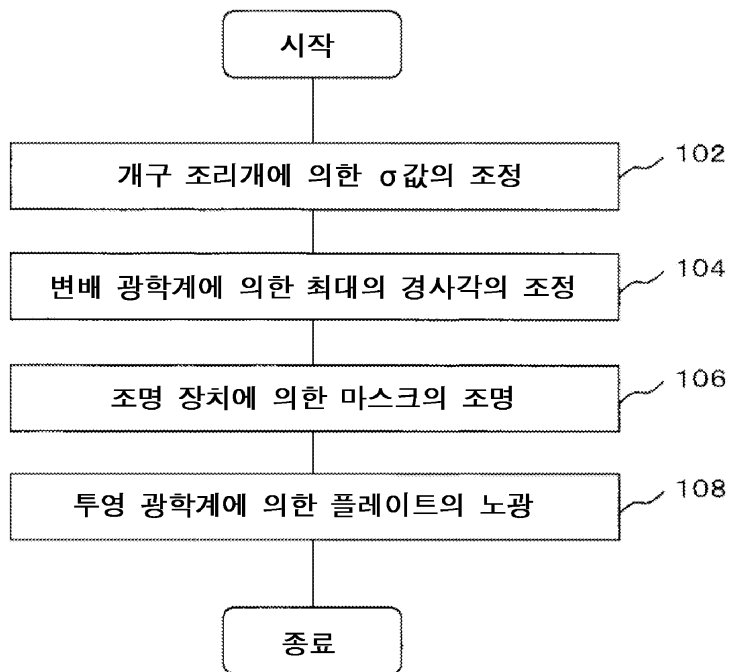 시작
개구 조리개에 의한 σ값의 조정
102
변배 광학계에 의한 최대의 경사각의 조정
104
조명 장치에 의한 마스크의 조명
106
투영 광학계에 의한 플레이트의 노광
108
종료